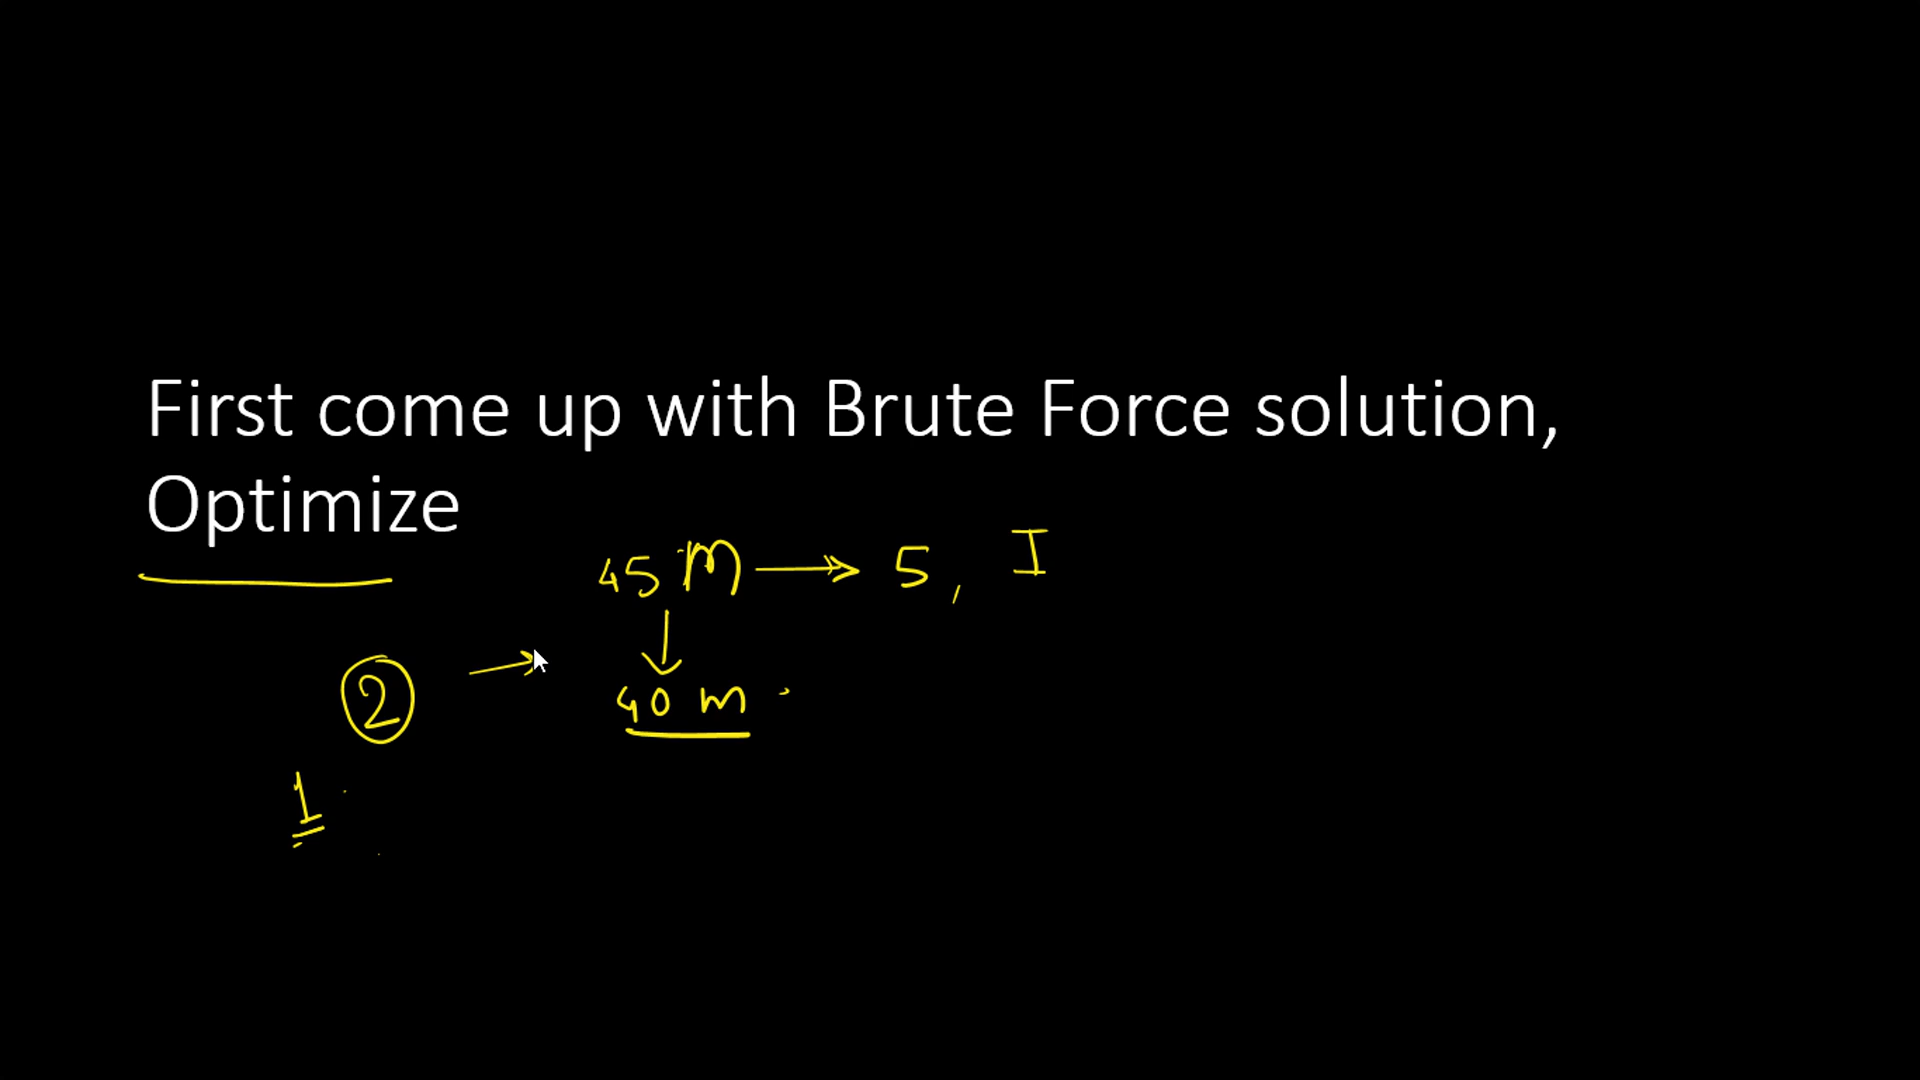 First come up with Brute Force solution,
Optimize
45 M → 5, I
↓
② → 40 m
1